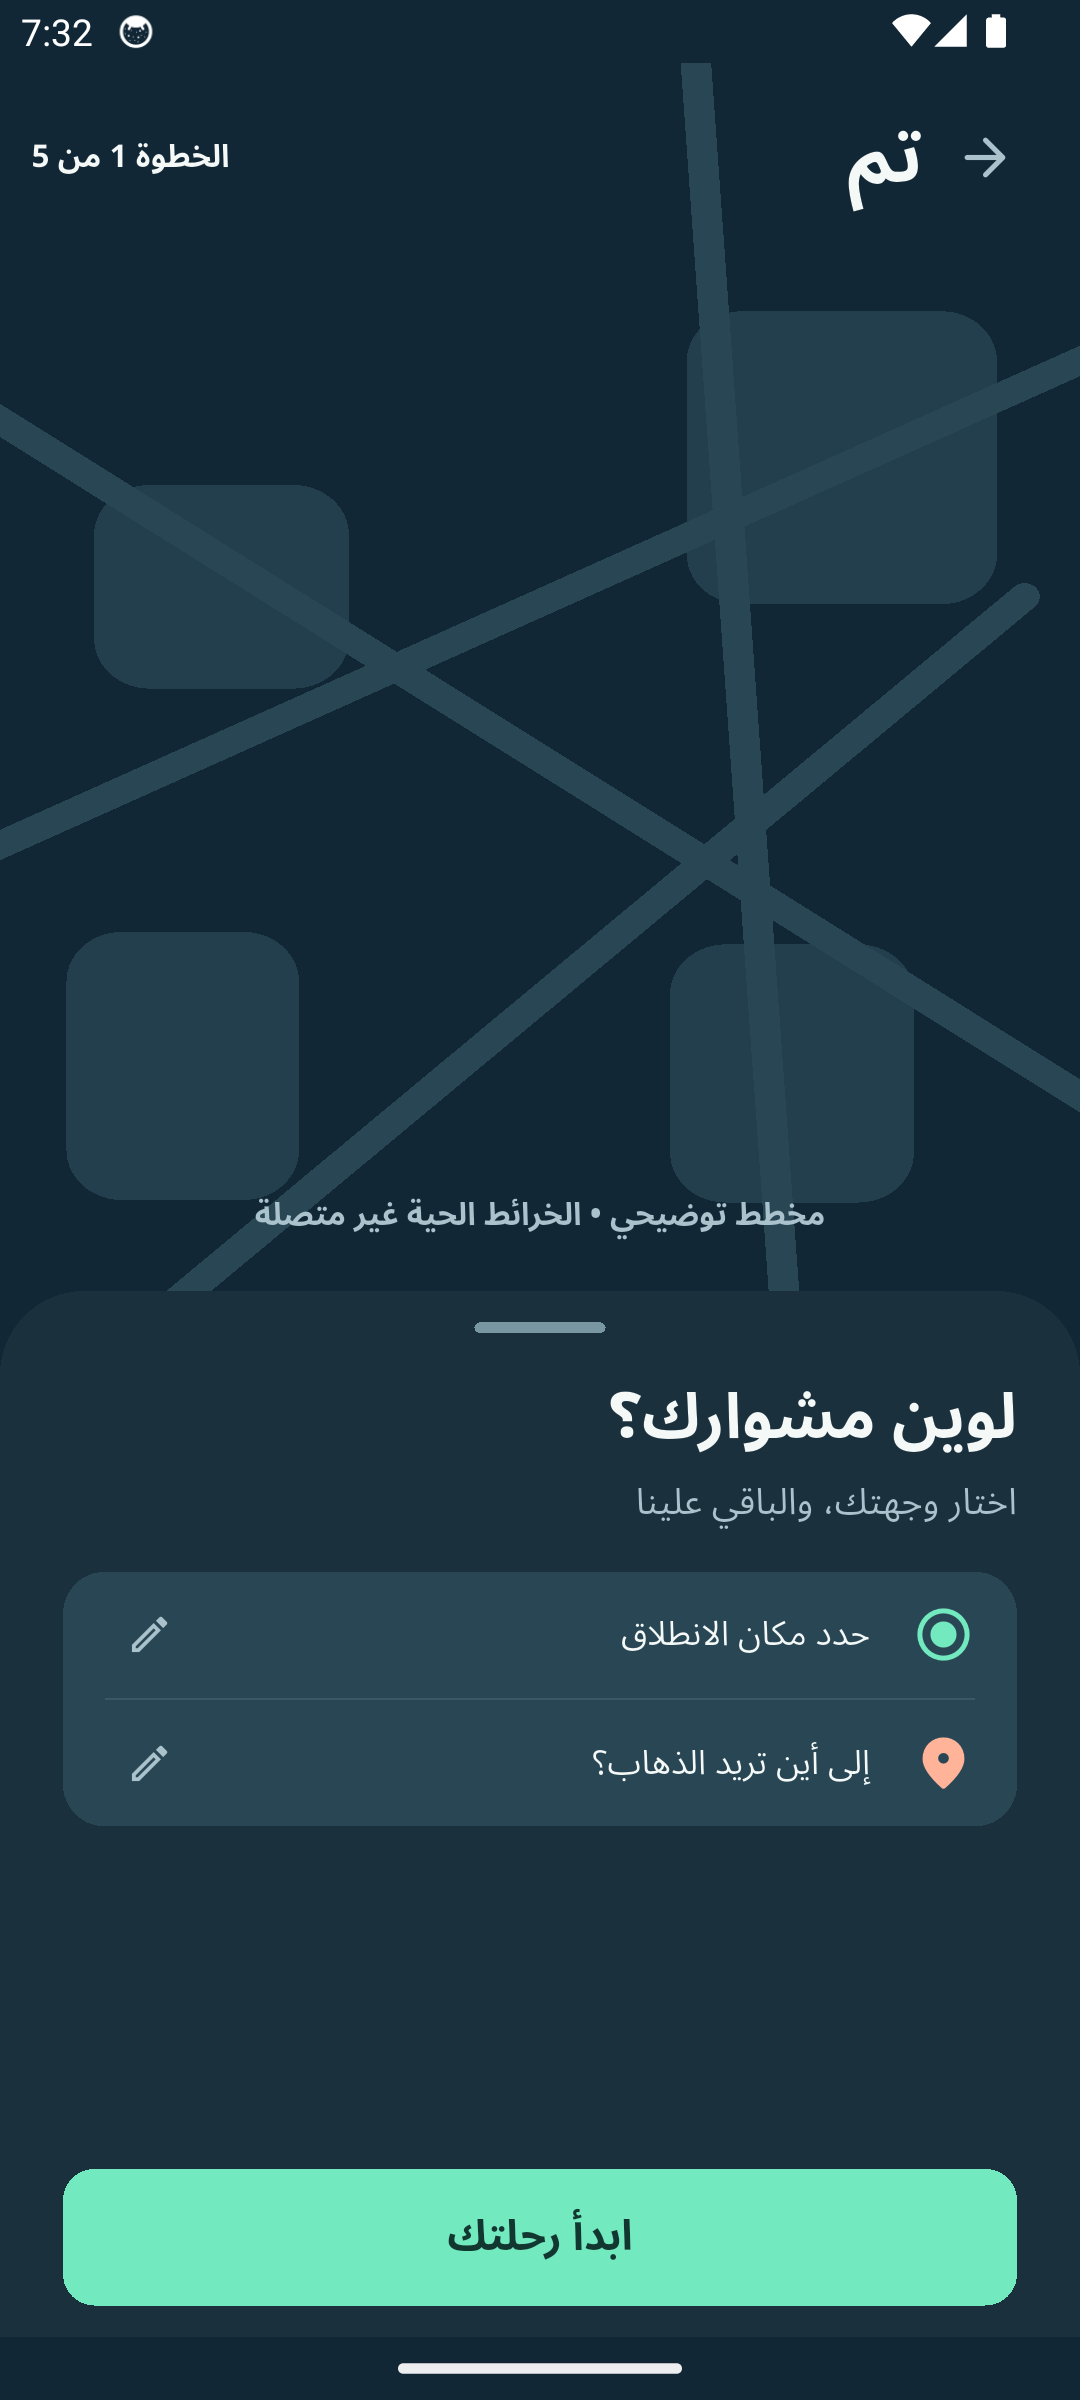 7:32
تم
الخطوة 1 من 5
مخطط توضيحي • الخرائط الحية غير متصلة
لوين مشوارك؟
اختار وجهتك، والباقي علينا
حدد مكان الانطلاق
إلى أين تريد الذهاب؟
ابدأ رحلتك